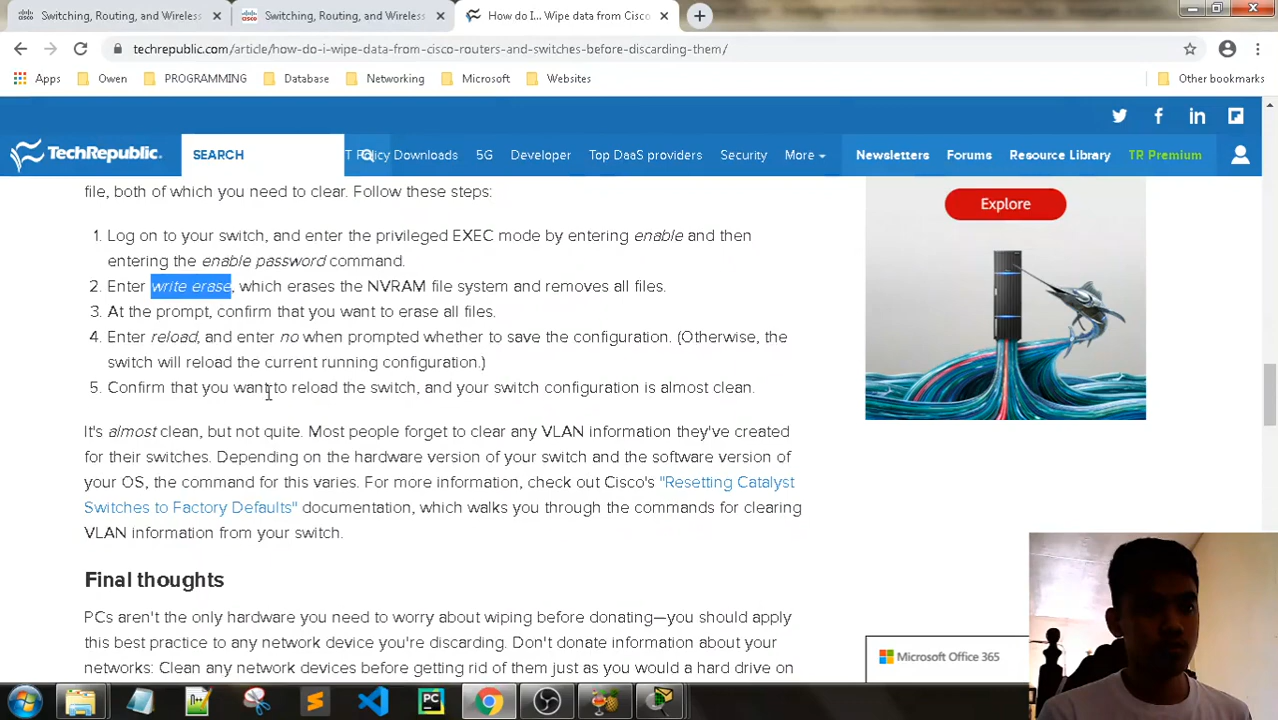 Switching, Routing, and Wireless
Switching, Routing, and Wireless
How do I... Wipe data from Cisco
techrepublic.com/article/how-do-i-wipe-data-from-cisco-routers-and-switches-before-discarding-them/
Apps Owen PROGRAMMING Database Networking Microsoft Websites Other bookmarks
TechRepublic. SEARCH T Policy Downloads 5G Developer Top DaaS providers Security More Newsletters Forums Resource Library TR Premium
file, both of which you need to clear. Follow these steps:
1. Log on to your switch, and enter the privileged EXEC mode by entering enable and then
entering the enable password command.
2. Enter write erase, which erases the NVRAM file system and removes all files.
3. At the prompt, confirm that you want to erase all files.
4. Enter reload, and enter no when prompted whether to save the configuration. (Otherwise, the
switch will reload the current running configuration.)
5. Confirm that you want to reload the switch, and your switch configuration is almost clean.
It's almost clean, but not quite. Most people forget to clear any VLAN information they've created
for their switches. Depending on the hardware version of your switch and the software version of
your OS, the command for this varies. For more information, check out Cisco's "Resetting Catalyst
Switches to Factory Defaults" documentation, which walks you through the commands for clearing
VLAN information from your switch.
Final thoughts
PCs aren't the only hardware you need to worry about wiping before donating—you should apply
this best practice to any network device you're discarding. Don't donate information about your
networks: Clean any network devices before getting rid of them just as you would a hard drive on
Explore
Microsoft Office 365